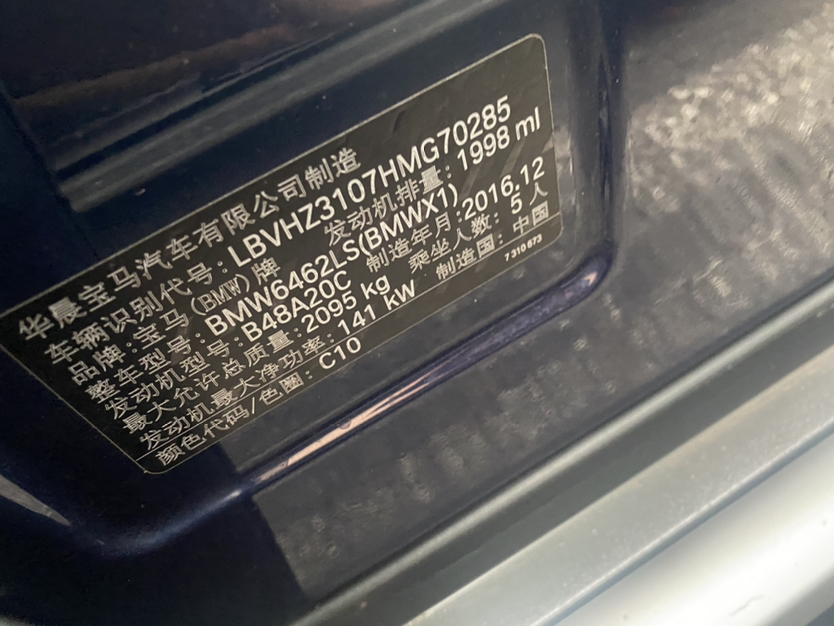 华晨宝马汽车有限公司制造
车辆识别代号: LBVHZ3107HMG70285
品牌: 宝马 (BMW) 牌 发动机排量: 1998 ml
整车型号: BMW6462LS(BMWX1)
发动机型号: B48A20C 制造年月: 2016.12
最大允许总质量: 2095 kg 乘坐人数: 5 人
发动机最大净功率: 141 kW 制造国: 中国
颜色代码/色圈: C10 7 310 673